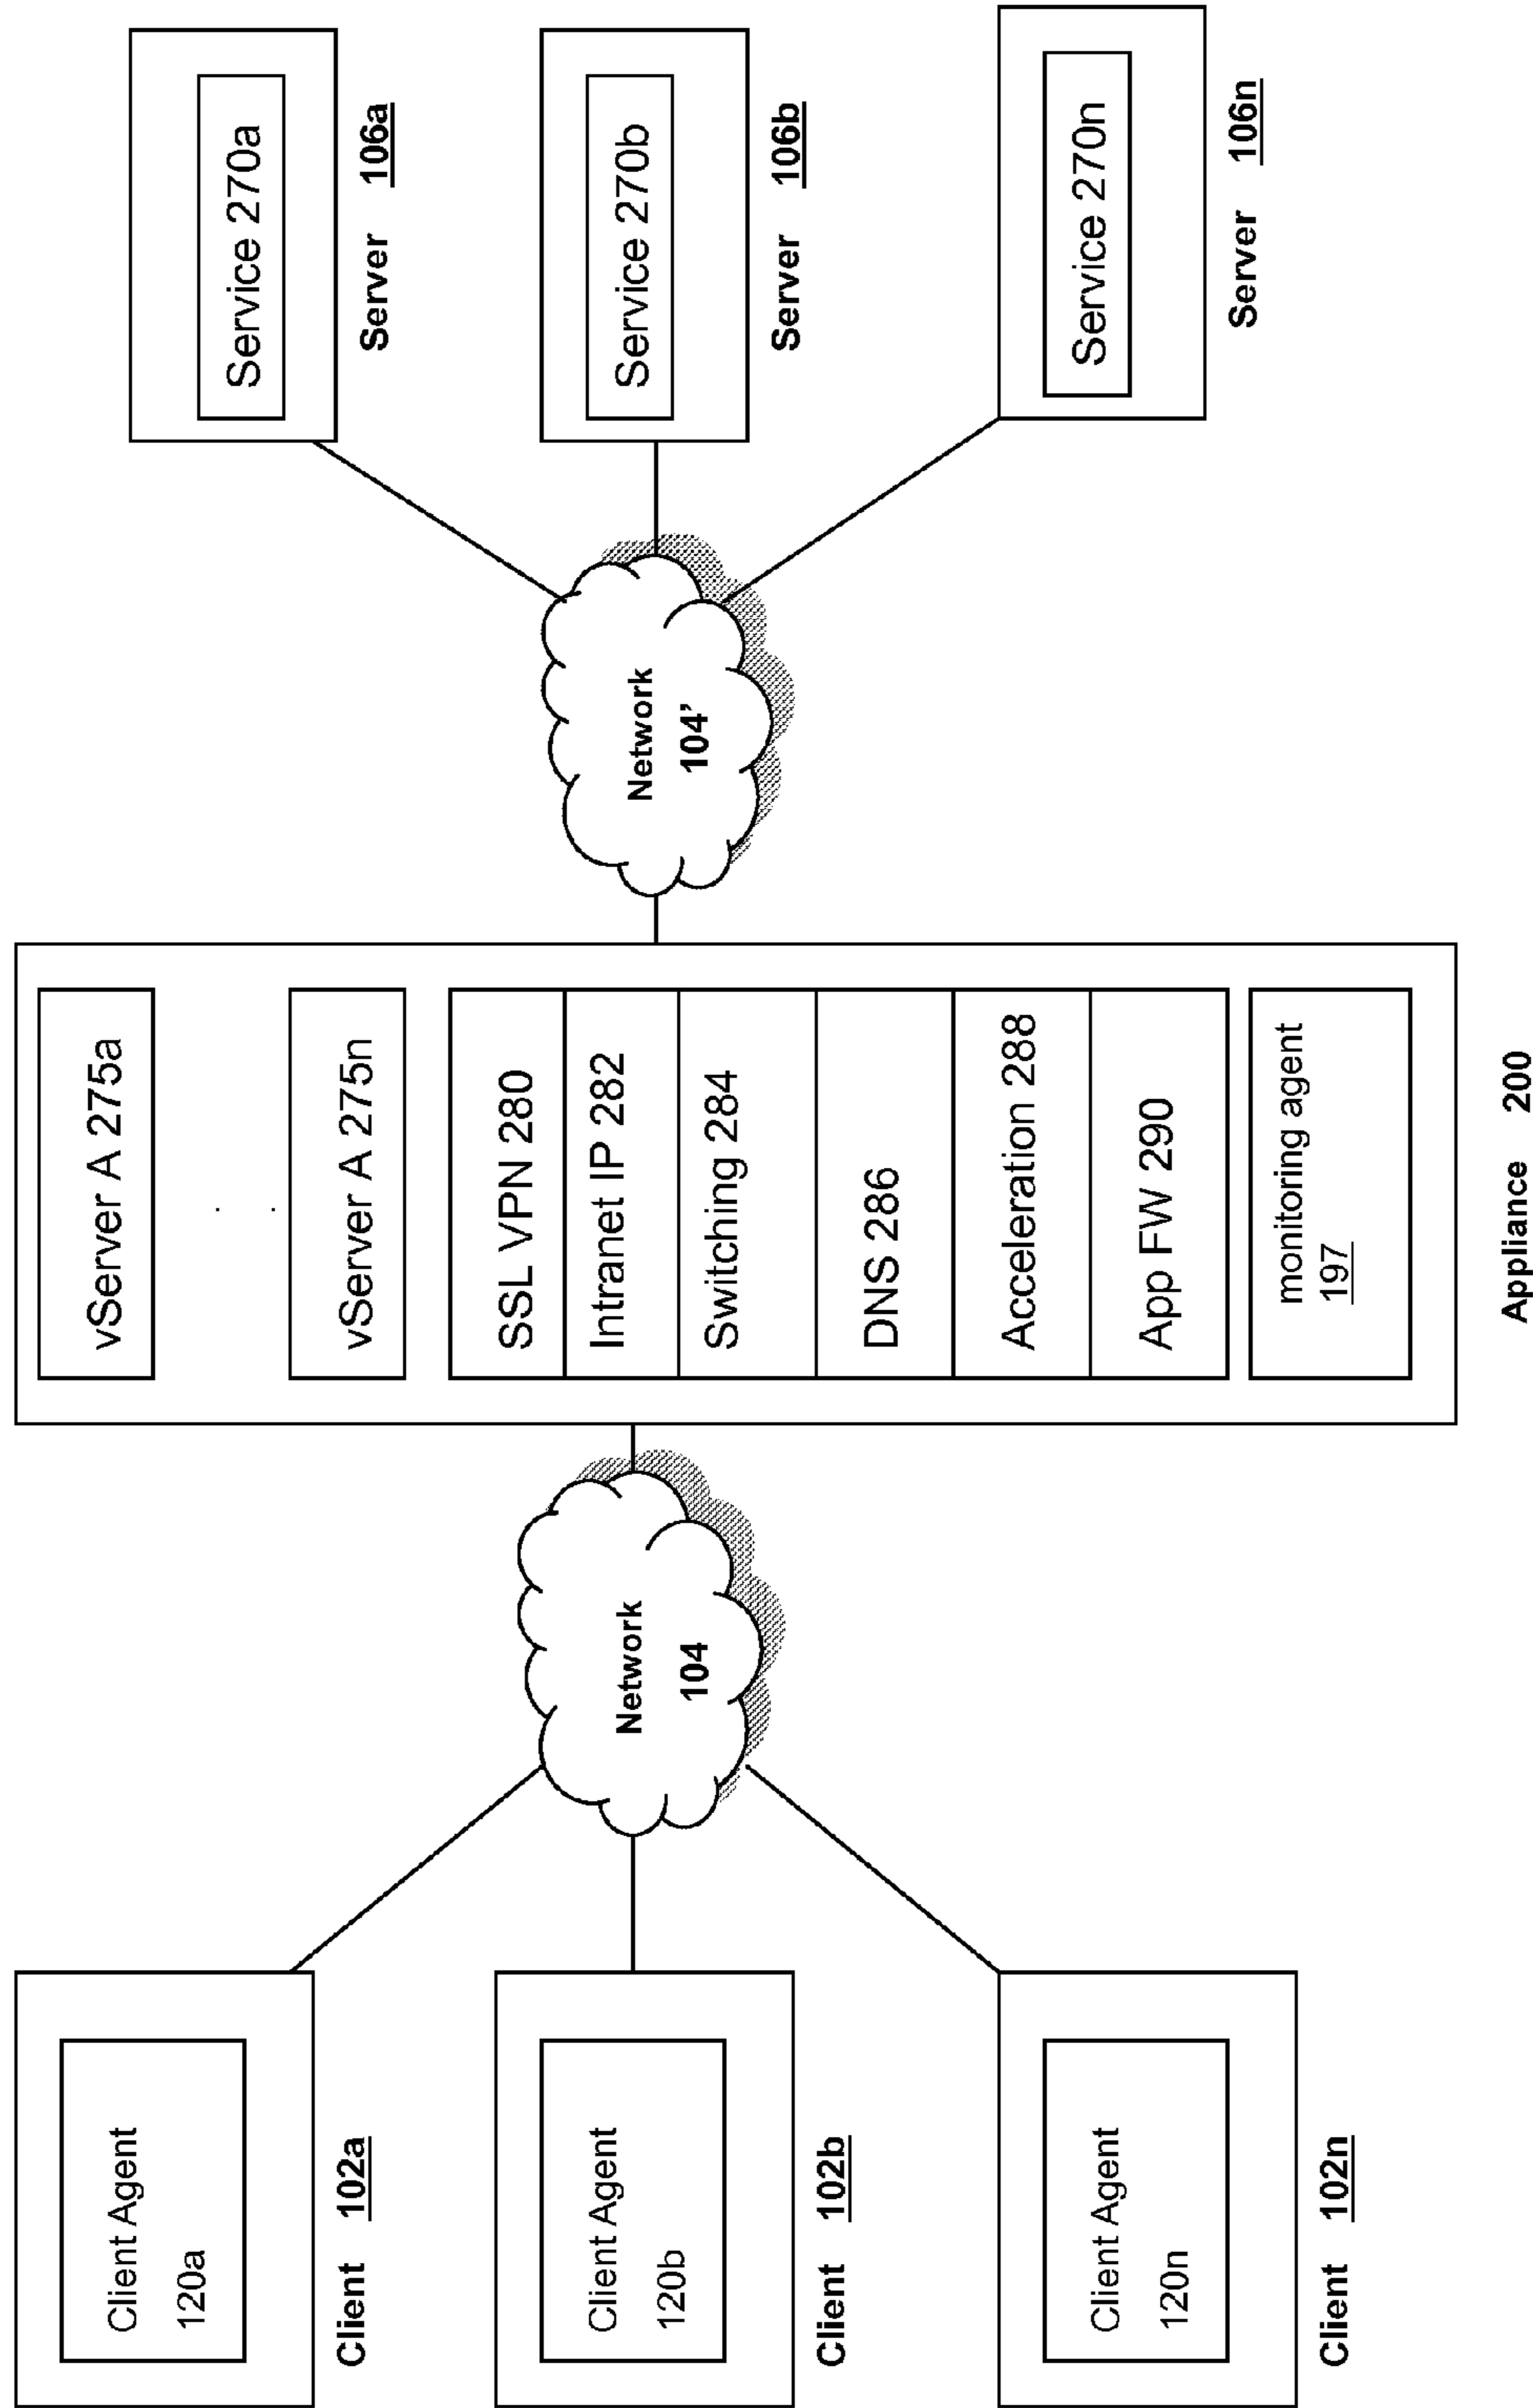 Client Agent
120a
Client 102a
Client Agent
120b
Client 102b
Client Agent
120n
Client 102n
Network
104
vServer A 275a
.
.
vServer A 275n
SSL VPN 280
Intranet IP 282
Switching 284
DNS 286
Acceleration 288
App FW 290
monitoring agent
197
Appliance 200
Network
104’
Service 270a
Server 106a
Service 270b
Server 106b
Service 270n
Server 106n